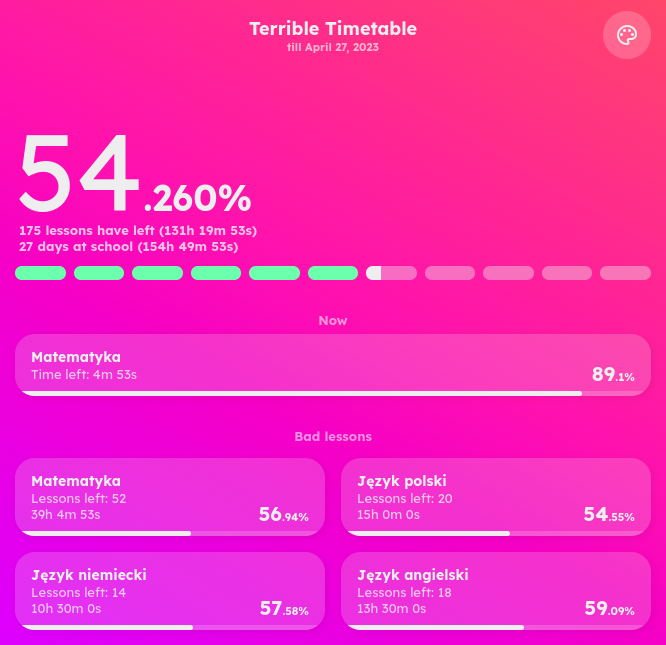 Terrible Timetable
till April 27, 2023
54.260%
175 lessons have left (131h 19m 53s)
27 days at school (154h 49m 53s)
Now
Matematyka
Time left: 4m 53s
89.1%
Bad lessons
Matematyka
Lessons left: 52
39h 4m 53s
56.94%
Język polski
Lessons left: 20
15h 0m 0s
54.55%
Język niemiecki
Lessons left: 14
10h 30m 0s
57.58%
Język angielski
Lessons left: 18
13h 30m 0s
59.09%